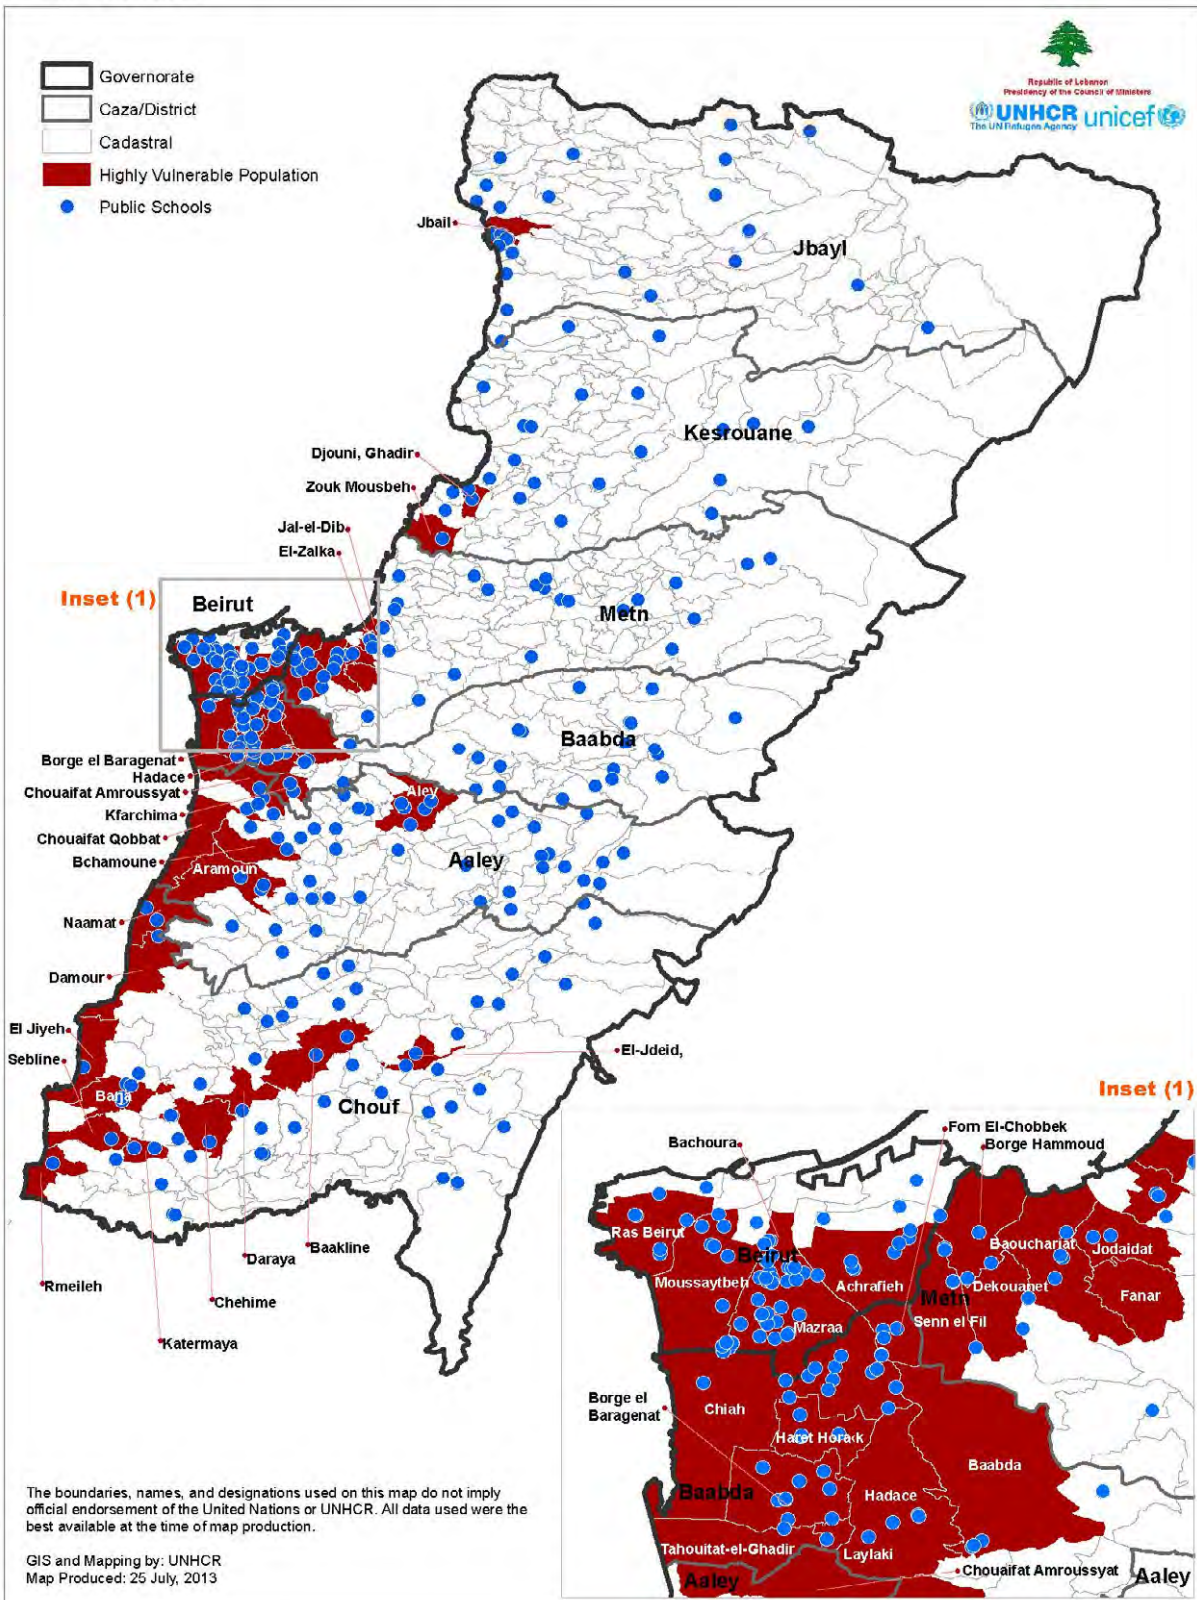 Governorate
Caza/District
Cadastral
Highly Vulnerable Population
Public Schools
Republic of Lebanon
Presidency of the Council of Ministers
UNHCR
The UN Refugee Agency
unicef
Jbail
Jbayl
Kesrouane
Djouni, Ghadir
Zouk Mousbeh
Jal-el-Dib
El-Zalka
Inset (1)
Beirut
Metn
Baabda
Borge el Baragenat
Hadace
Chouaifat Amroussyat
Aley
Kfarchima
Chouaifat Qobbat
Bchamoune
Aaley
Aramoun
Naamat
Damour
El Jiyeh
Sebline
El-Jdeid,
Barja
Chouf
Baakline
Daraya
Rmeileh
Chehime
Katermaya
Inset (1)
Forn El-Chobbek
Borge Hammoud
Bachoura
Ras Beirut
Beirut
Baouchariat
Jodaidat
Moussaytbeh
Achrafieh
Dekouanet
Metn
Fanar
Mazraa
Senn el Fil
Borge el
Baragenat
Chiah
Haret Horaik
Baabda
Baabda
Hadace
Tahouitat-el-Ghadir
Laylaki
Chouaifat Amroussyat
Aaley
Aaley
The boundaries, names, and designations used on this map do not imply
official endorsement of the United Nations or UNHCR. All data used were the
best available at the time of map production.
GIS and Mapping by: UNHCR
Map Produced: 25 July, 2013